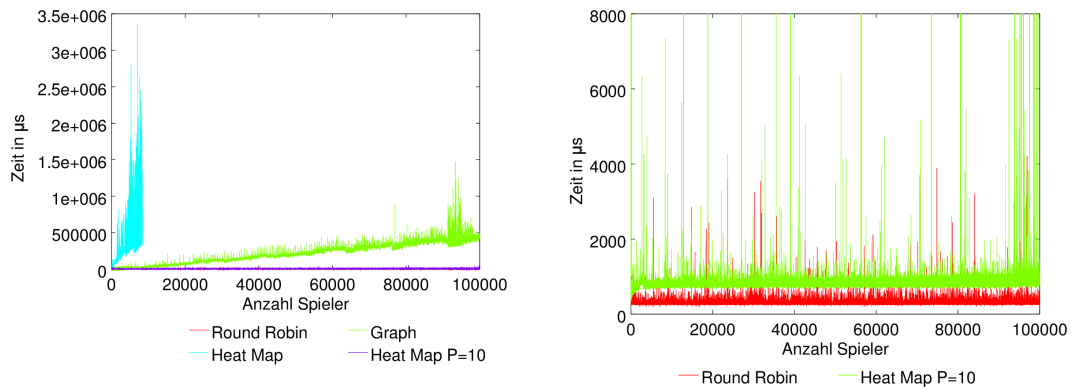 3.5e+006
3e+006
2.5e+006
2e+006
1.5e+006
1e+006
500000
0
Zeit in µs
0 20000 40000 60000 80000 100000
Anzahl Spieler
Round Robin Graph
Heat Map Heat Map P=10
8000
6000
4000
2000
0
Zeit in µs
0 20000 40000 60000 80000 100000
Anzahl Spieler
Round Robin Heat Map P=10